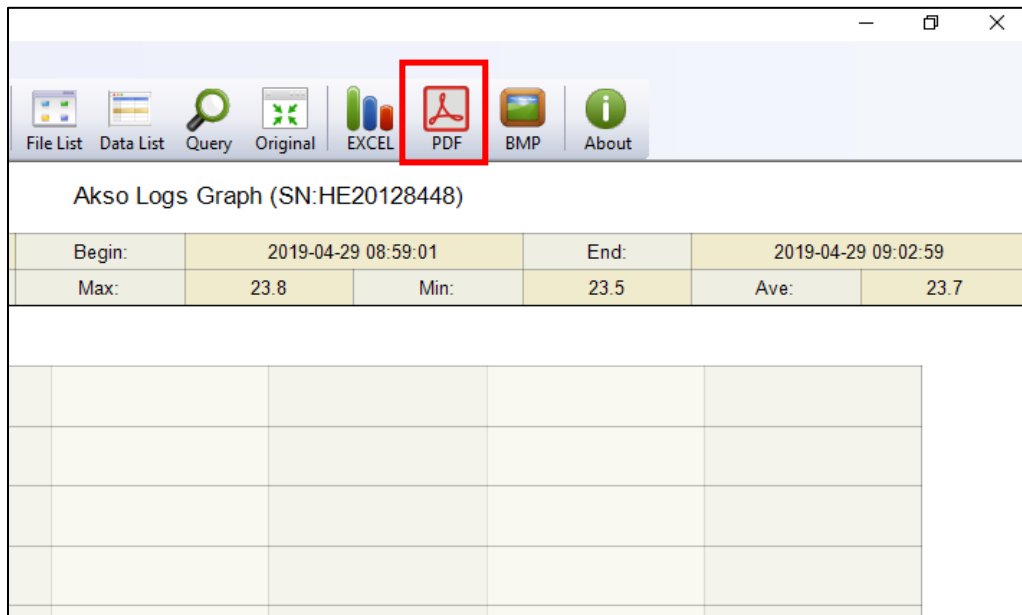 File List Data List Query Original EXCEL PDF BMP About
Akso Logs Graph (SN:HE20128448)
Begin: 2019-04-29 08:59:01 End: 2019-04-29 09:02:59
Max: 23.8 Min: 23.5 Ave: 23.7